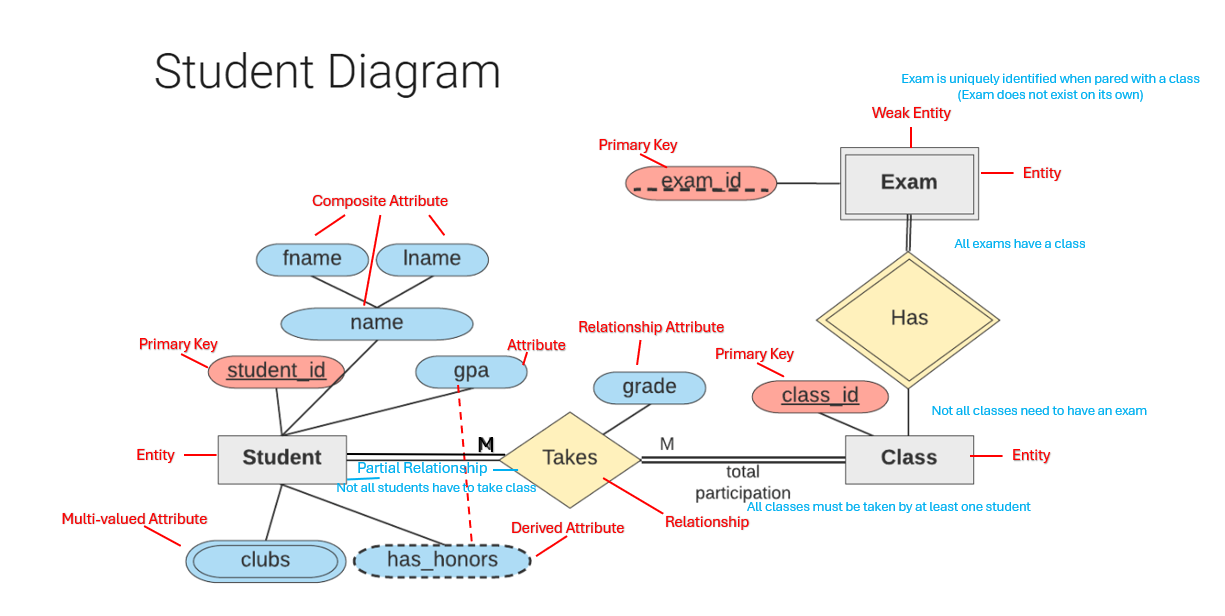 Student Diagram
Exam is uniquely identified when pared with a class
(Exam does not exist on its own)
Weak Entity
Primary Key
exam_id
Exam
Entity
Composite Attribute
All exams have a class
fname
lname
Has
name
Relationship Attribute
Primary Key
Attribute
Primary Key
student_id
gpa
grade
class_id
Not all classes need to have an exam
M
M
Entity
Student
Takes
Class
Entity
Partial Relationship
total
participation
Not all students have to take class
All classes must be taken by at least one student
Multi-valued Attribute
Derived Attribute
Relationship
clubs
has_honors